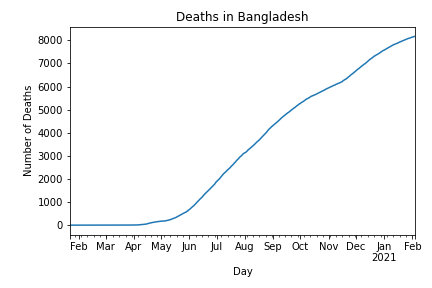 Deaths in Bangladesh
Number of Deaths
8000
7000
6000
5000
4000
3000
2000
1000
0
Feb Mar Apr May Jun Jul Aug Sep Oct Nov Dec Jan Feb
2021
Day